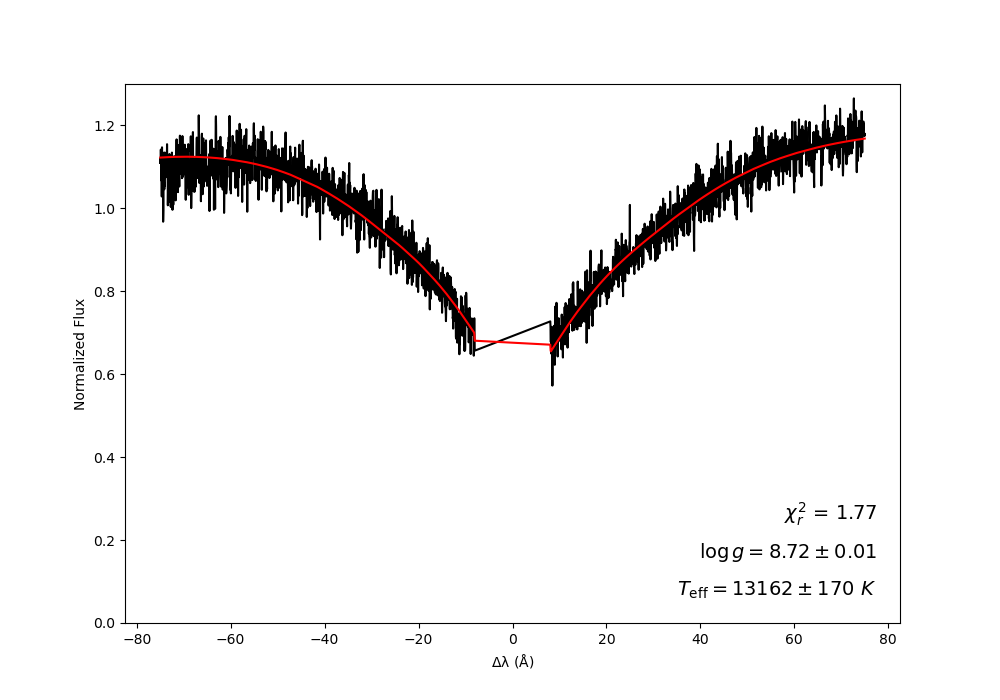 1.2
1.0
0.8
0.6
0.4
0.2
0.0
Normalized Flux
χ²ᵣ = 1.77
log g = 8.72 ± 0.01
T_eff = 13162 ± 170 K
−80 −60 −40 −20 0 20 40 60 80
Δλ (Å)